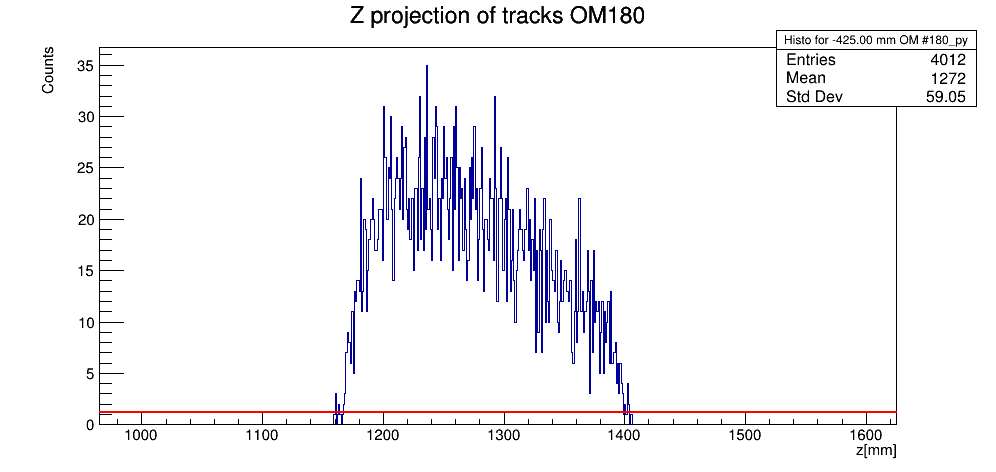 Z projection of tracks OM180
Histo for -425.00 mm OM #180_py
Entries 4012
Mean 1272
Std Dev 59.05
Counts
35
30
25
20
15
10
5
0
1000 1100 1200 1300 1400 1500 1600
z[mm]